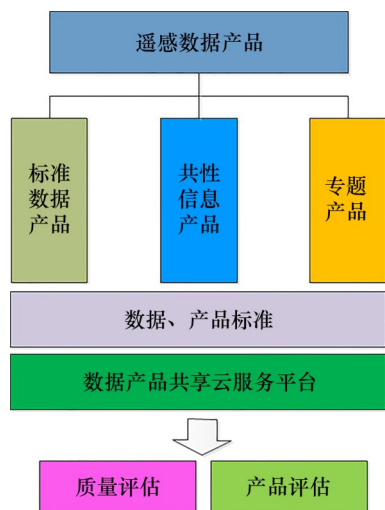 遥感数据产品
标准
数据
产品
共性
信息
产品
专题
产品
数据、产品标准
数据产品共享云服务平台
质量评估
产品评估